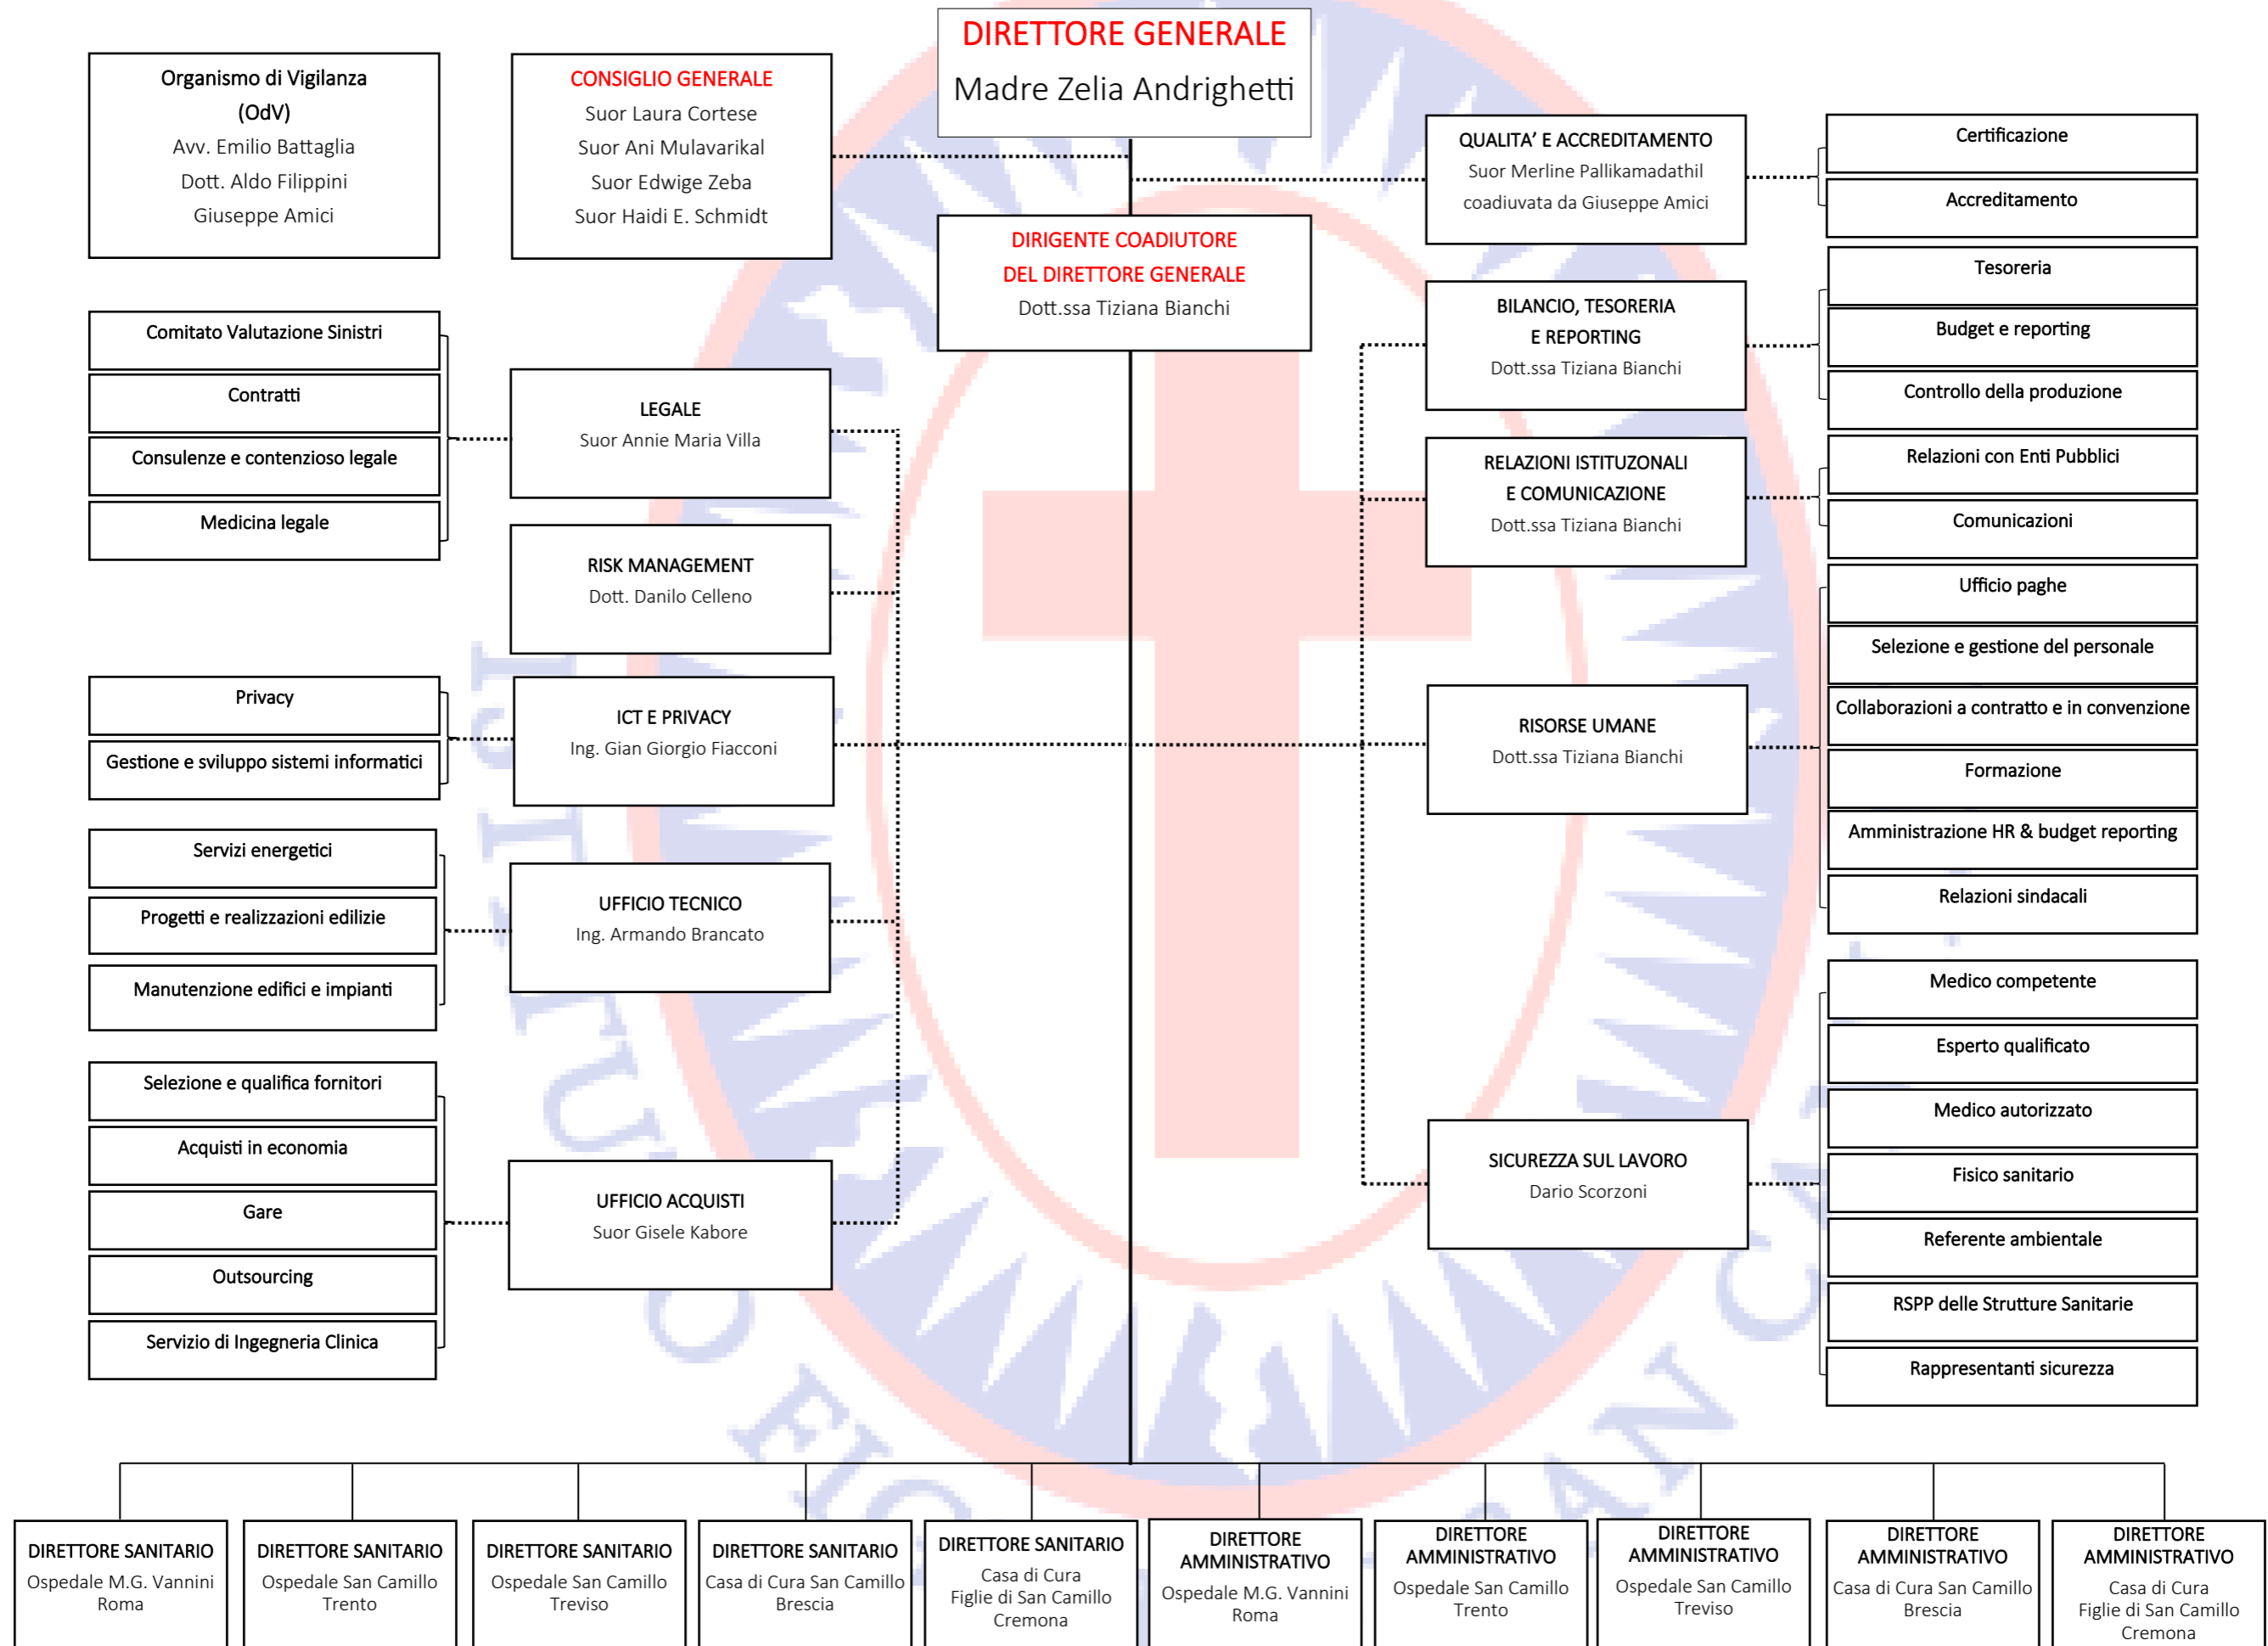 DIRETTORE GENERALE
Madre Zelia Andrighetti
Organismo di Vigilanza
(OdV)
Avv. Emilio Battaglia
Dott. Aldo Filippini
Giuseppe Amici
CONSIGLIO GENERALE
Suor Laura Cortese
Suor Ani Mulavarikal
Suor Edwige Zeba
Suor Haidi E. Schmidt
QUALITA’ E ACCREDITAMENTO
Suor Merline Pallikamadathil
coadiuvata da Giuseppe Amici
Certificazione
Accreditamento
DIRIGENTE COADIUTORE
DEL DIRETTORE GENERALE
Dott.ssa Tiziana Bianchi
BILANCIO, TESORERIA
E REPORTING
Dott.ssa Tiziana Bianchi
Tesoreria
Budget e reporting
Controllo della produzione
Comitato Valutazione Sinistri
Contratti
Consulenze e contenzioso legale
Medicina legale
LEGALE
Suor Annie Maria Villa
RELAZIONI ISTITUZONALI
E COMUNICAZIONE
Dott.ssa Tiziana Bianchi
Relazioni con Enti Pubblici
Comunicazioni
RISK MANAGEMENT
Dott. Danilo Celleno
Privacy
Gestione e sviluppo sistemi informatici
ICT E PRIVACY
Ing. Gian Giorgio Fiacconi
RISORSE UMANE
Dott.ssa Tiziana Bianchi
Ufficio paghe
Selezione e gestione del personale
Collaborazioni a contratto e in convenzione
Formazione
Amministrazione HR & budget reporting
Relazioni sindacali
Servizi energetici
Progetti e realizzazioni edilizie
Manutenzione edifici e impianti
UFFICIO TECNICO
Ing. Armando Brancato
Selezione e qualifica fornitori
Acquisti in economia
Gare
Outsourcing
Servizio di Ingegneria Clinica
UFFICIO ACQUISTI
Suor Gisele Kabore
SICUREZZA SUL LAVORO
Dario Scorzoni
Medico competente
Esperto qualificato
Medico autorizzato
Fisico sanitario
Referente ambientale
RSPP delle Strutture Sanitarie
Rappresentanti sicurezza
DIRETTORE SANITARIO
Ospedale M.G. Vannini
Roma
DIRETTORE SANITARIO
Ospedale San Camillo
Trento
DIRETTORE SANITARIO
Ospedale San Camillo
Treviso
DIRETTORE SANITARIO
Casa di Cura San Camillo
Brescia
DIRETTORE SANITARIO
Casa di Cura
Figlie di San Camillo
Cremona
DIRETTORE
AMMINISTRATIVO
Ospedale M.G. Vannini
Roma
DIRETTORE
AMMINISTRATIVO
Ospedale San Camillo
Trento
DIRETTORE
AMMINISTRATIVO
Ospedale San Camillo
Treviso
DIRETTORE
AMMINISTRATIVO
Casa di Cura San Camillo
Brescia
DIRETTORE
AMMINISTRATIVO
Casa di Cura
Figlie di San Camillo
Cremona